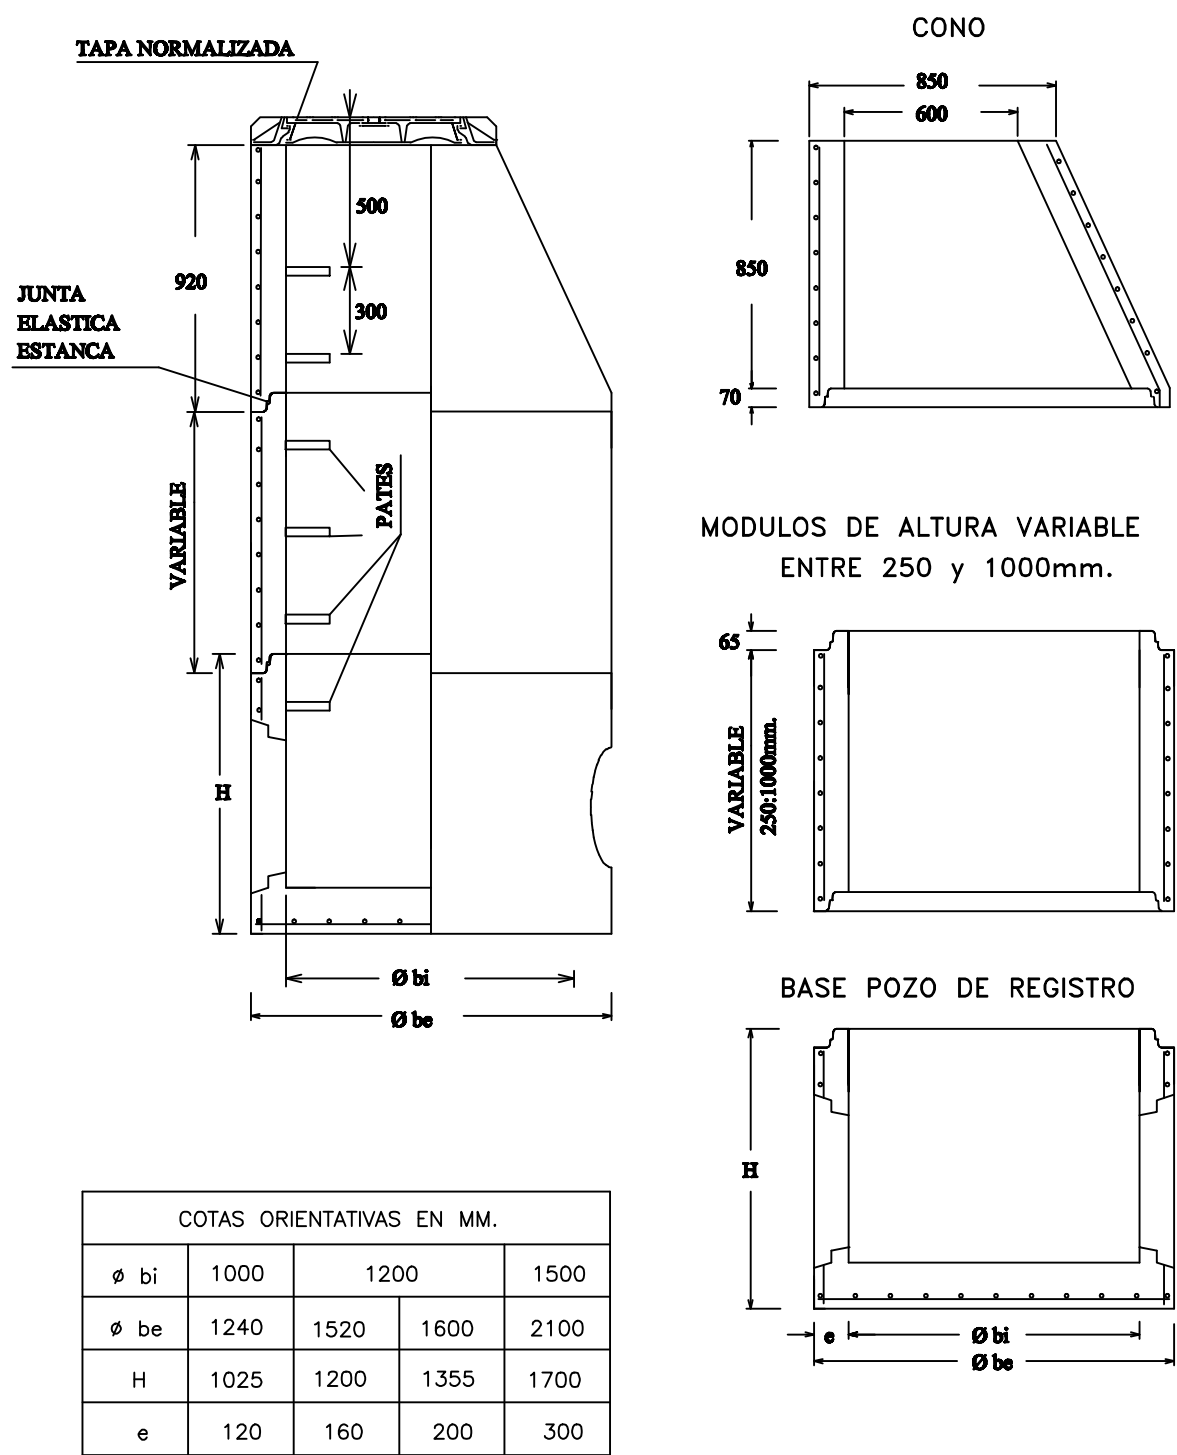 TAPA NORMALIZADA
500
920
300
JUNTA
ELASTICA
ESTANCA
VARIABLE
PATES
H
Ø bi
Ø be
CONO
850
600
850
70
MODULOS DE ALTURA VARIABLE
ENTRE 250 y 1000mm.
65
VARIABLE
250:1000mm.
BASE POZO DE REGISTRO
H
e Ø bi
Ø be
COTAS ORIENTATIVAS EN MM.
ø bi 1000 1200 1500
ø be 1240 1520 1600 2100
H 1025 1200 1355 1700
e 120 160 200 300